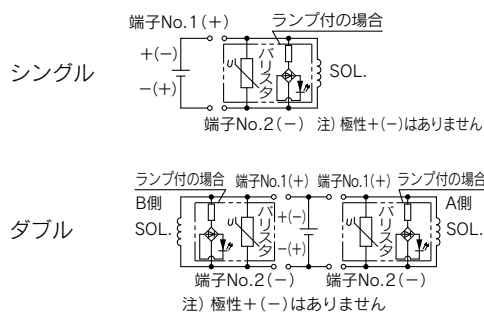 端子No.1(+) ランプ付の場合
+(−)
シングル
バリスタ
U
SOL.
−(+)
端子No.2(−) 注) 極性+(−)はありません
ランプ付の場合 端子No.1(+) 端子No.1(+) ランプ付の場合
B側 A側
ダブル
SOL. U バリスタ +(−) U バリスタ SOL.
−(+)
端子No.2(−) 端子No.2(−)
注) 極性+(−)はありません